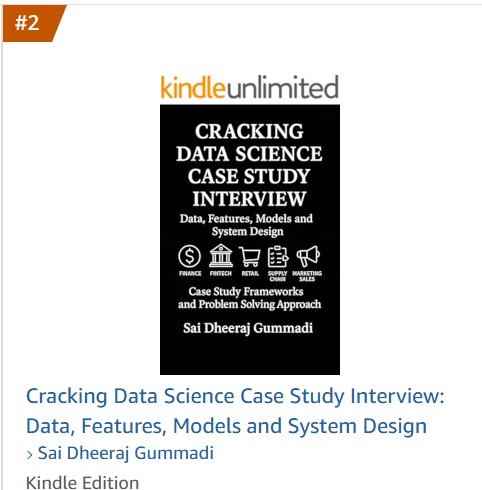 #2
kindleunlimited
CRACKING
DATA SCIENCE
CASE STUDY
INTERVIEW
Data, Features, Models and
System Design
FINANCE FINTECH RETAIL SUPPLY CHAIN MARKETING SALES
Case Study Frameworks
and Problem Solving Approach
Sai Dheeraj Gummadi
Cracking Data Science Case Study Interview:
Data, Features, Models and System Design
› Sai Dheeraj Gummadi
Kindle Edition